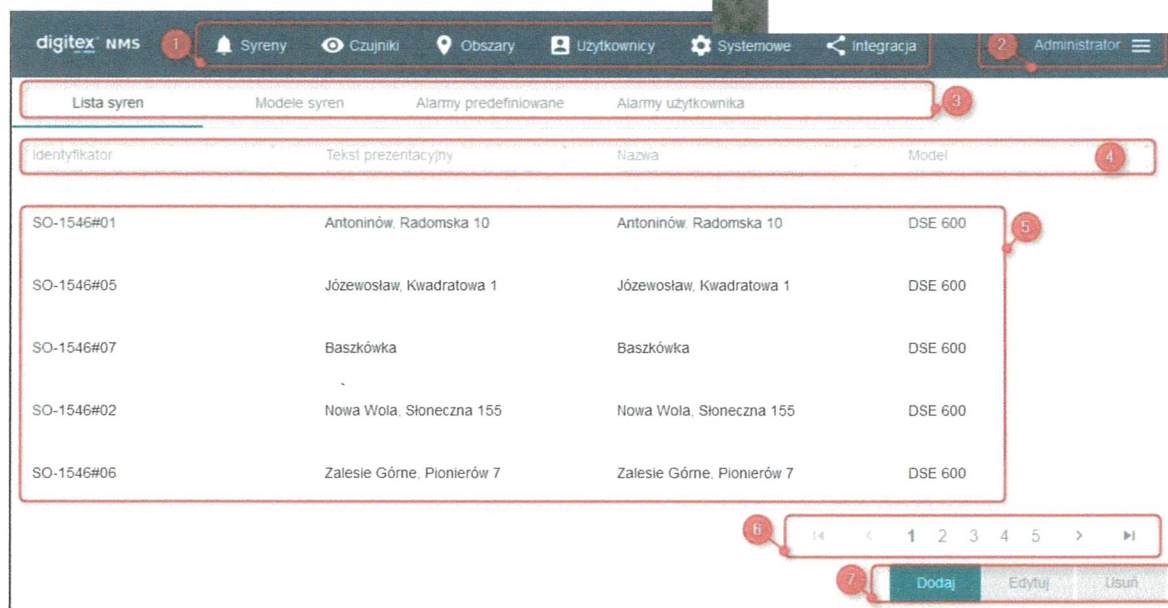 digitex NMS 1 Syreny Czujniki Obszary Użytkownicy Systemowe Integracja 2 Administrator
Lista syren Modele syren Alarmy predefiniowane Alarmy użytkownika 3
Identyfikator Tekst prezentacyjny Nazwa Model 4
SO-1546#01 Antoninów, Radomska 10 Antoninów, Radomska 10 DSE 600 5
SO-1546#05 Józewosław, Kwadratowa 1 Józewosław, Kwadratowa 1 DSE 600
SO-1546#07 Baszkówka Baszkówka DSE 600
SO-1546#02 Nowa Wola, Słoneczna 155 Nowa Wola, Słoneczna 155 DSE 600
SO-1546#06 Zalesie Górne, Pionierów 7 Zalesie Górne, Pionierów 7 DSE 600
6 1 2 3 4 5
7 Dodaj Edytuj Usuń